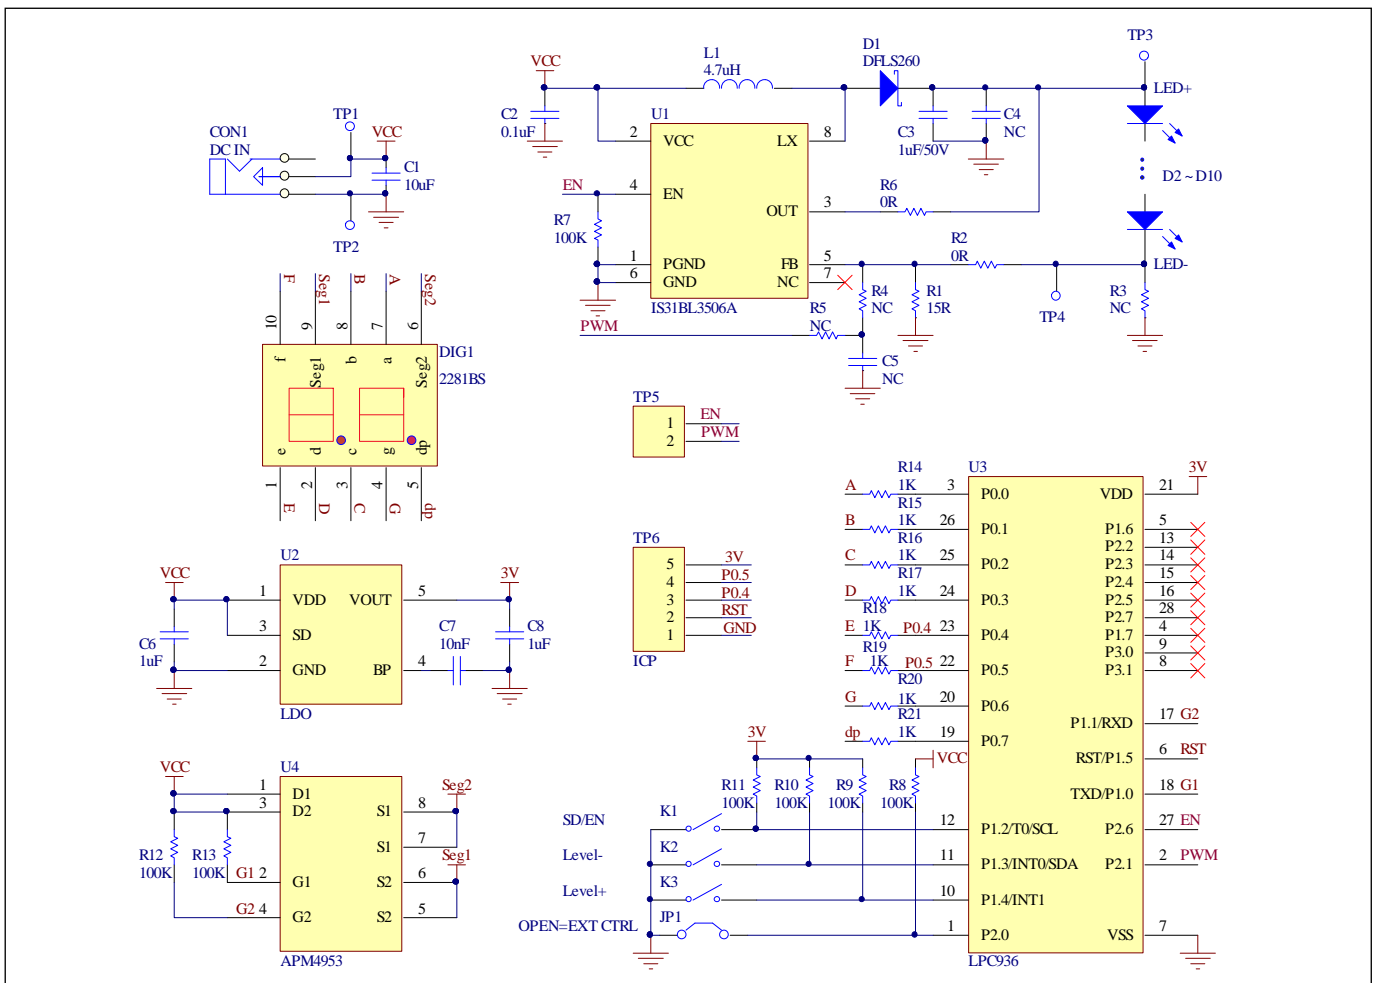 TP1
CON1
DC IN
VCC
C1
10uF
TP2
VCC
L1
4.7uH
D1
DFLS260
TP3
LED+
C2
0.1uF
U1
2 VCC
LX 8
C3
1uF/50V
C4
NC
D2 ~ D10
EN
4 EN
R7
100K
OUT 3
R6
0R
1 PGND
6 GND
FB 5
NC 7
IS31BL3506A
R2
0R
LED-
R5
NC
R4
NC
R1
15R
TP4
R3
NC
PWM
C5
NC
F
Seg1
B
A
Seg2
10
9
8
7
6
f
Seg1
b
a
Seg2
DIG1
2281BS
e
d
c
g
dp
1
2
3
4
5
E
D
C
G
dp
TP5
1 EN
2 PWM
TP6
5 3V
4 P0.5
3 P0.4
2 RST
1 GND
ICP
U2
VCC
1 VDD
VOUT 5
3V
3 SD
C6
1uF
2 GND
BP 4
C7
10nF
C8
1uF
LDO
U4
VCC
1 D1
3 D2
S1 8
Seg2
S1 7
R12
100K
R13
100K
G1 2 G1
S2 6
Seg1
G2 4 G2
S2 5
APM4953
U3
A R14 1K 3 P0.0
B R15 1K 26 P0.1
C R16 1K 25 P0.2
D R17 1K 24 P0.3
E R18 1K P0.4 23 P0.4
F R19 1K P0.5 22 P0.5
G R20 1K 20 P0.6
dp R21 1K 19 P0.7
VDD 21
3V
P1.6 5
P2.2 13
P2.3 14
P2.4 15
P2.5 16
P2.7 28
P1.7 4
P3.0 9
P3.1 8
P1.1/RXD 17 G2
RST/P1.5 6 RST
TXD/P1.0 18 G1
P2.6 27 EN
P2.1 2 PWM
VSS 7
3V
VCC
R11
100K
R10
100K
R9
100K
R8
100K
SD/EN K1 12 P1.2/T0/SCL
Level- K2 11 P1.3/INT0/SDA
Level+ K3 10 P1.4/INT1
OPEN=EXT CTRL JP1 1 P2.0
LPC936